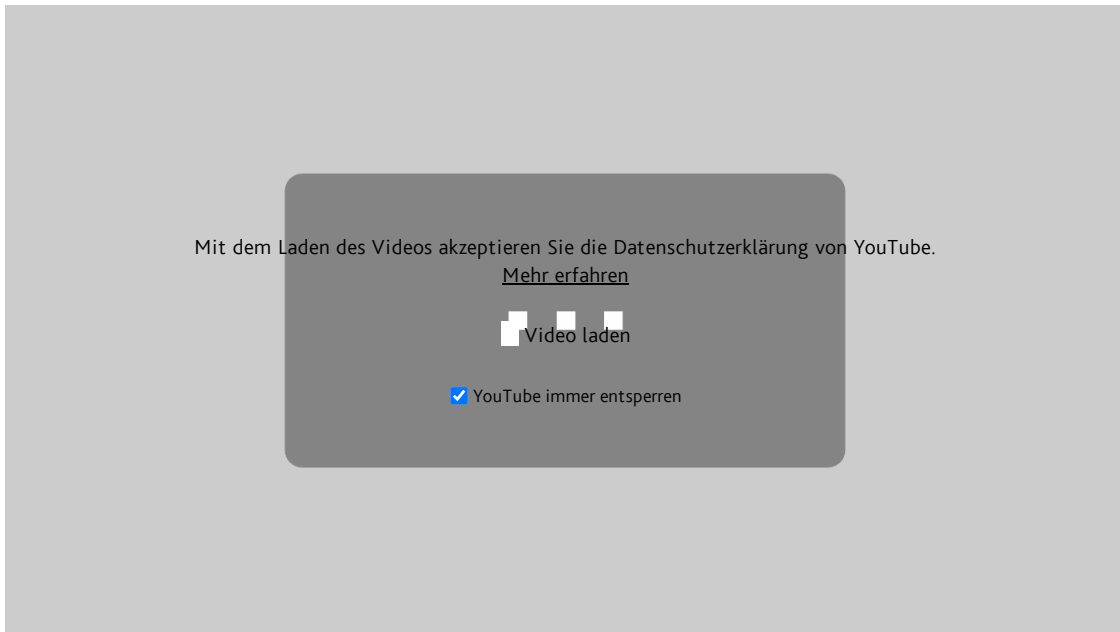 Mit dem Laden des Videos akzeptieren Sie die Datenschutzerklärung von YouTube.
Mehr erfahren
Video laden
YouTube immer entsperren